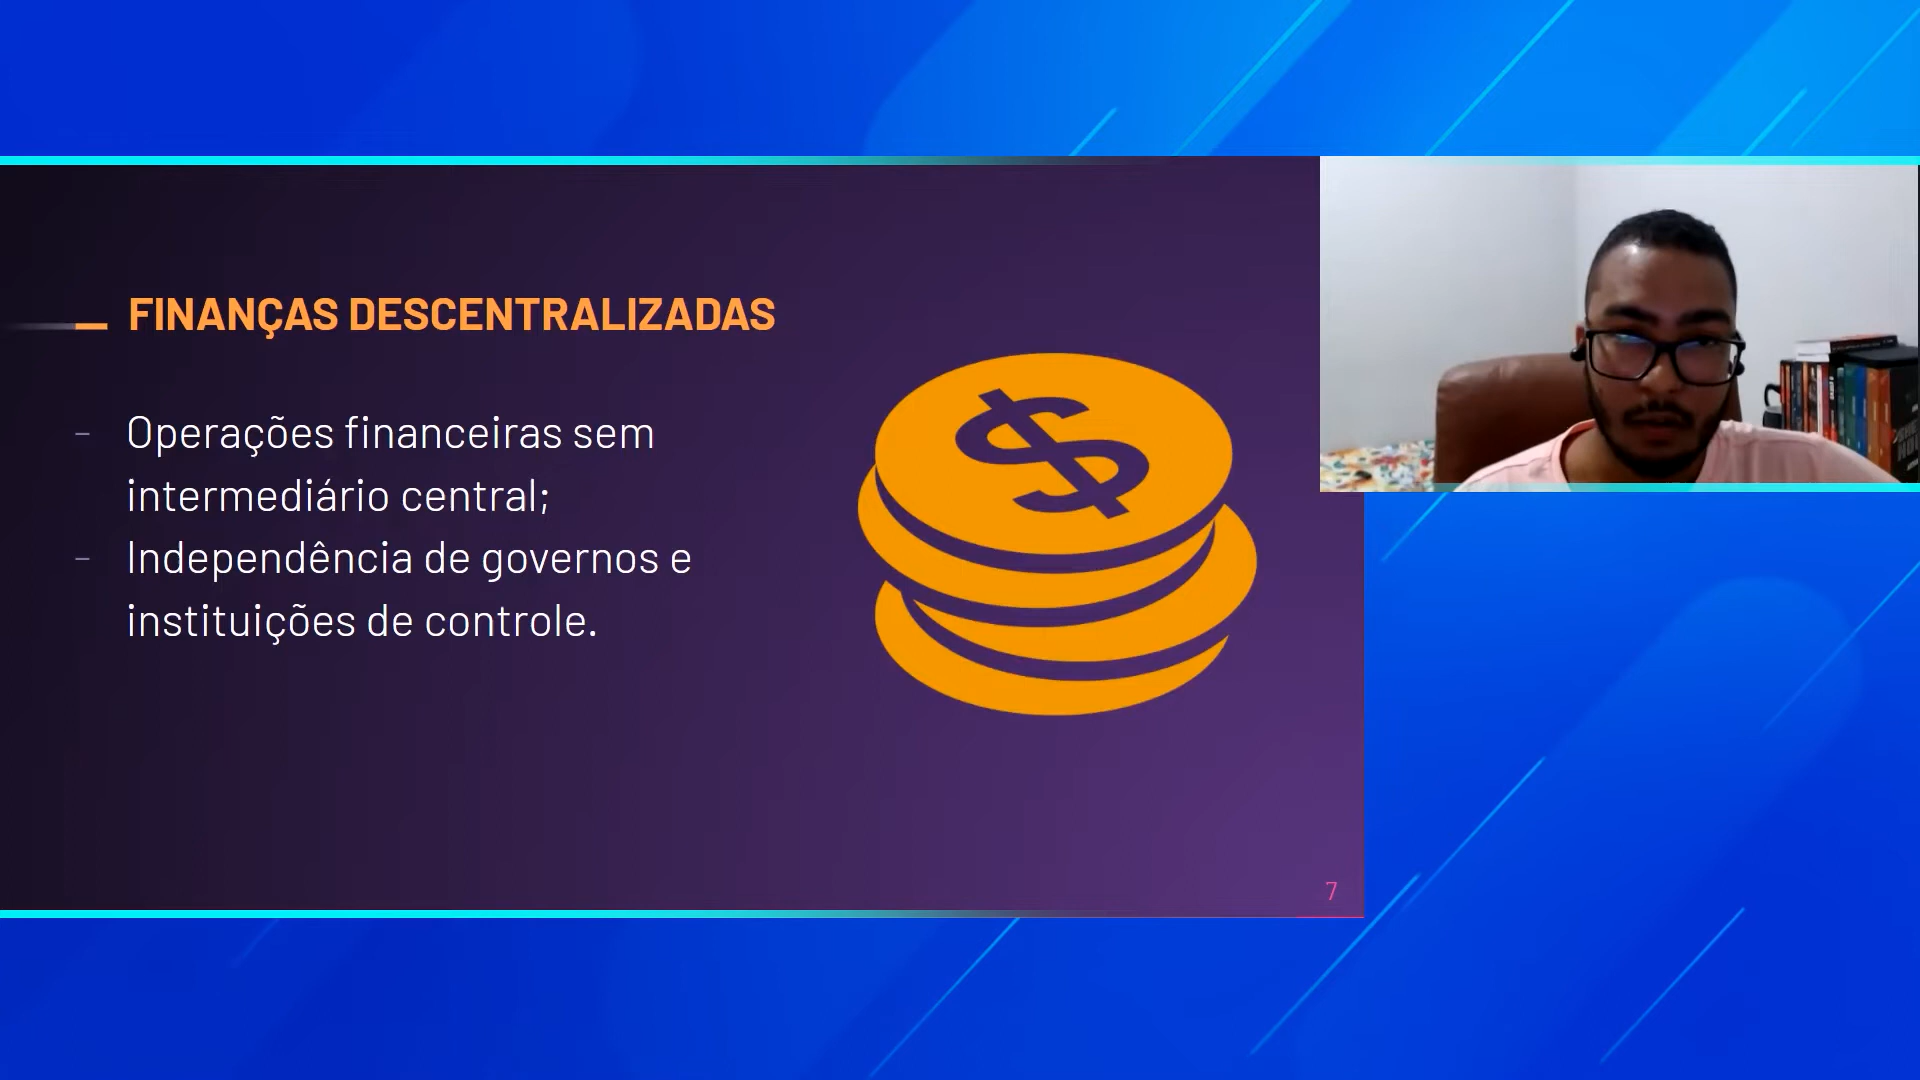 FINANÇAS DESCENTRALIZADAS
- Operações financeiras sem
intermediário central;
- Independência de governos e
instituições de controle.
7